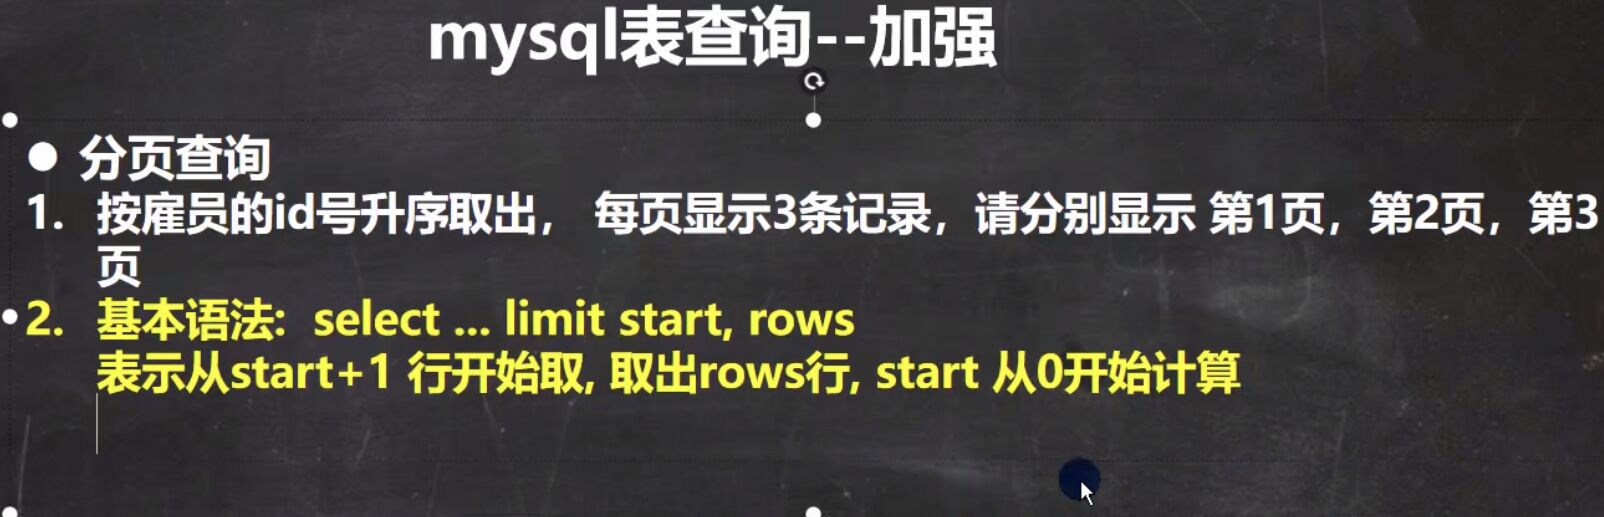 mysql表查询--加强
● 分页查询
1. 按雇员的id号升序取出， 每页显示3条记录，请分别显示 第1页，第2页，第3
页
2. 基本语法：select ... limit start, rows
表示从start+1 行开始取, 取出rows行, start 从0开始计算